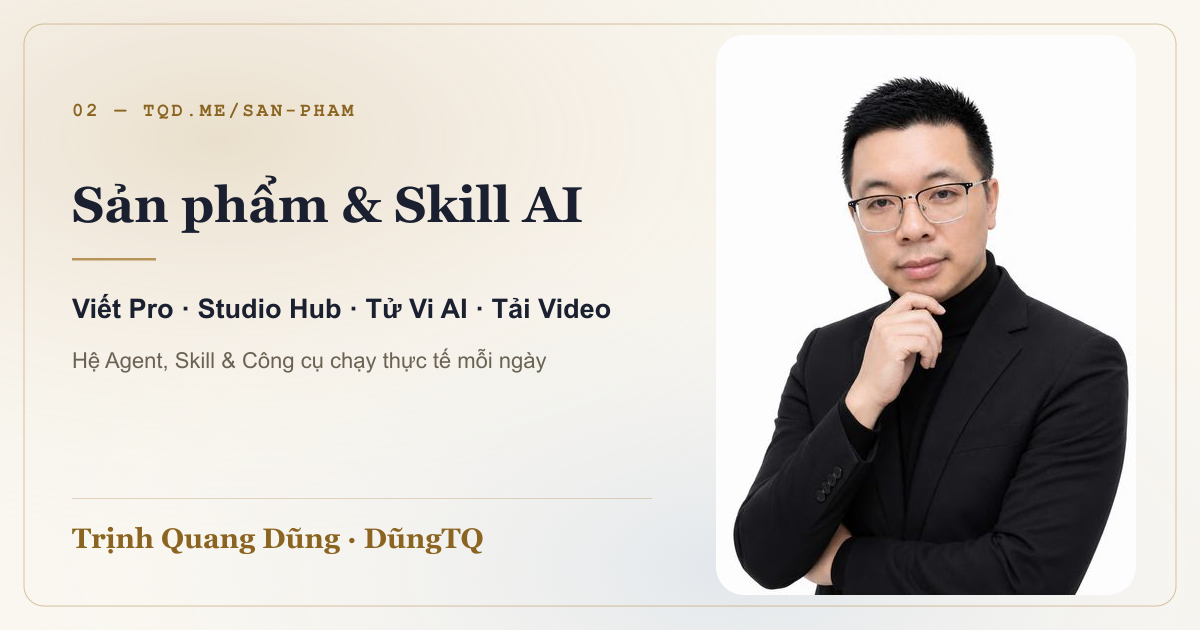 02 — TQD.ME/SAN-PHAM
Sản phẩm & Skill AI
Viết Pro · Studio Hub · Tử Vi AI · Tải Video
Hệ Agent, Skill & Công cụ chạy thực tế mỗi ngày
Trịnh Quang Dũng · DũngTQ